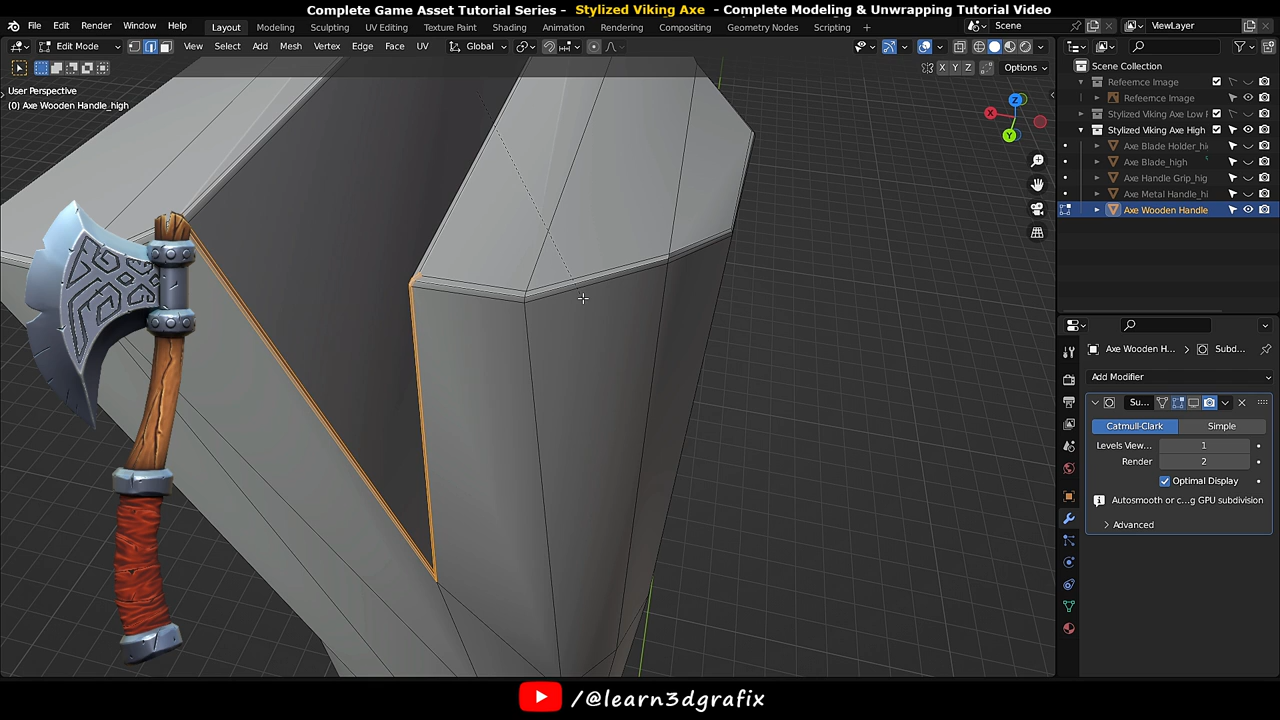 Complete Game Asset Tutorial Series - Stylized Viking Axe - Complete Modeling & Unwrapping Tutorial Video
File Edit Render Window Help Layout Modeling Sculpting UV Editing Texture Paint Shading Animation Rendering Compositing Geometry Nodes Scripting Scene ViewLayer
Edit Mode View Select Add Mesh Vertex Edge Face UV Global
X Y Z Options
User Perspective
(0) Axe Wooden Handle_high
X Y Z
Scene Collection
Refeernce Image
Refeernce Image
Stylized Viking Axe Low
Stylized Viking Axe High
Axe Blade Holder_hi
Axe Blade_high
Axe Handle Grip_hig
Axe Metal Handle_hi
Axe Wooden Handle
Axe Wooden H... > Subd...
Add Modifier
Su...
Catmull-Clark Simple
Levels View... 1
Render 2
Optimal Display
Autosmooth or c...g GPU subdivision
Advanced
/@learn3dgrafix